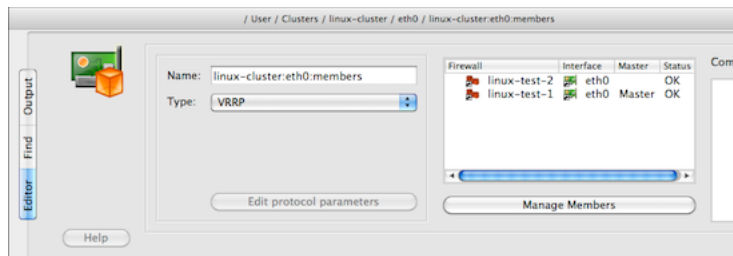 / User / Clusters / linux-cluster / eth0 / linux-cluster:eth0:members
Output
Find
Editor
Name: linux-cluster:eth0:members
Type: VRRP
Edit protocol parameters
Help
Firewall Interface Master Status
linux-test-2 eth0 OK
linux-test-1 eth0 Master OK
Manage Members
Com